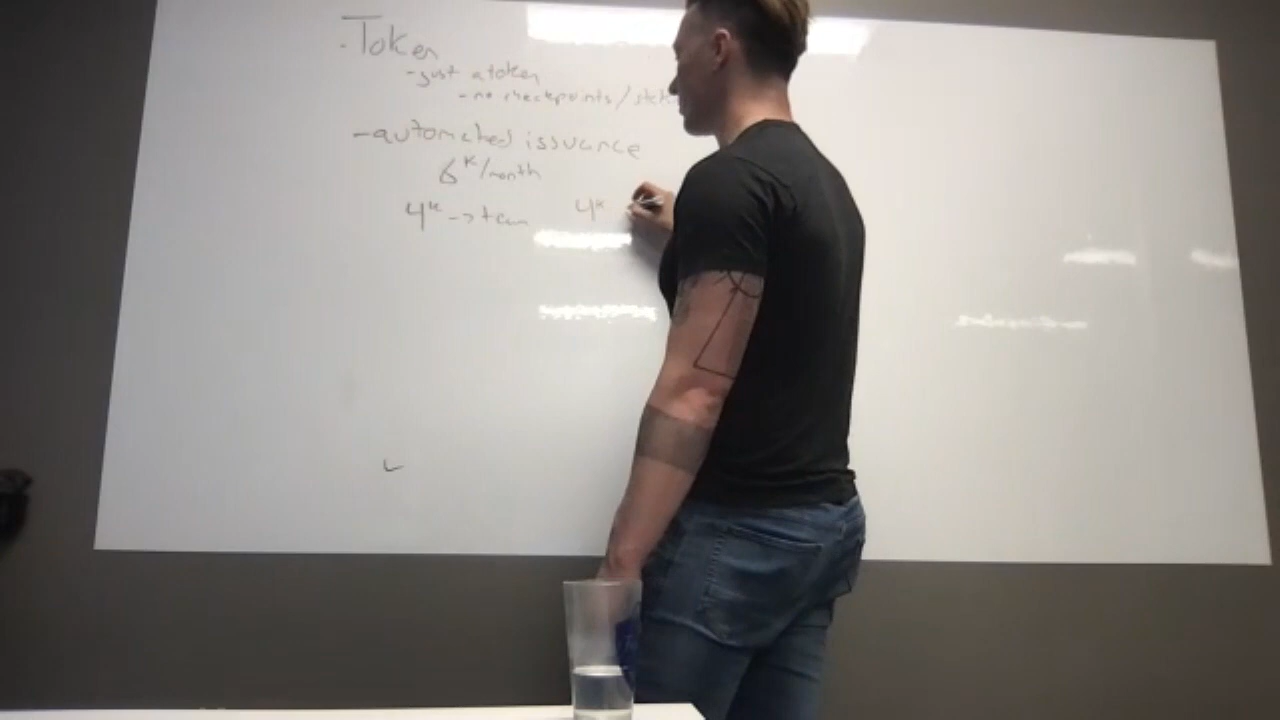 .Token
-just a token
-no checkpoints/
-automated issuance
6k/month
4k -> team 4k